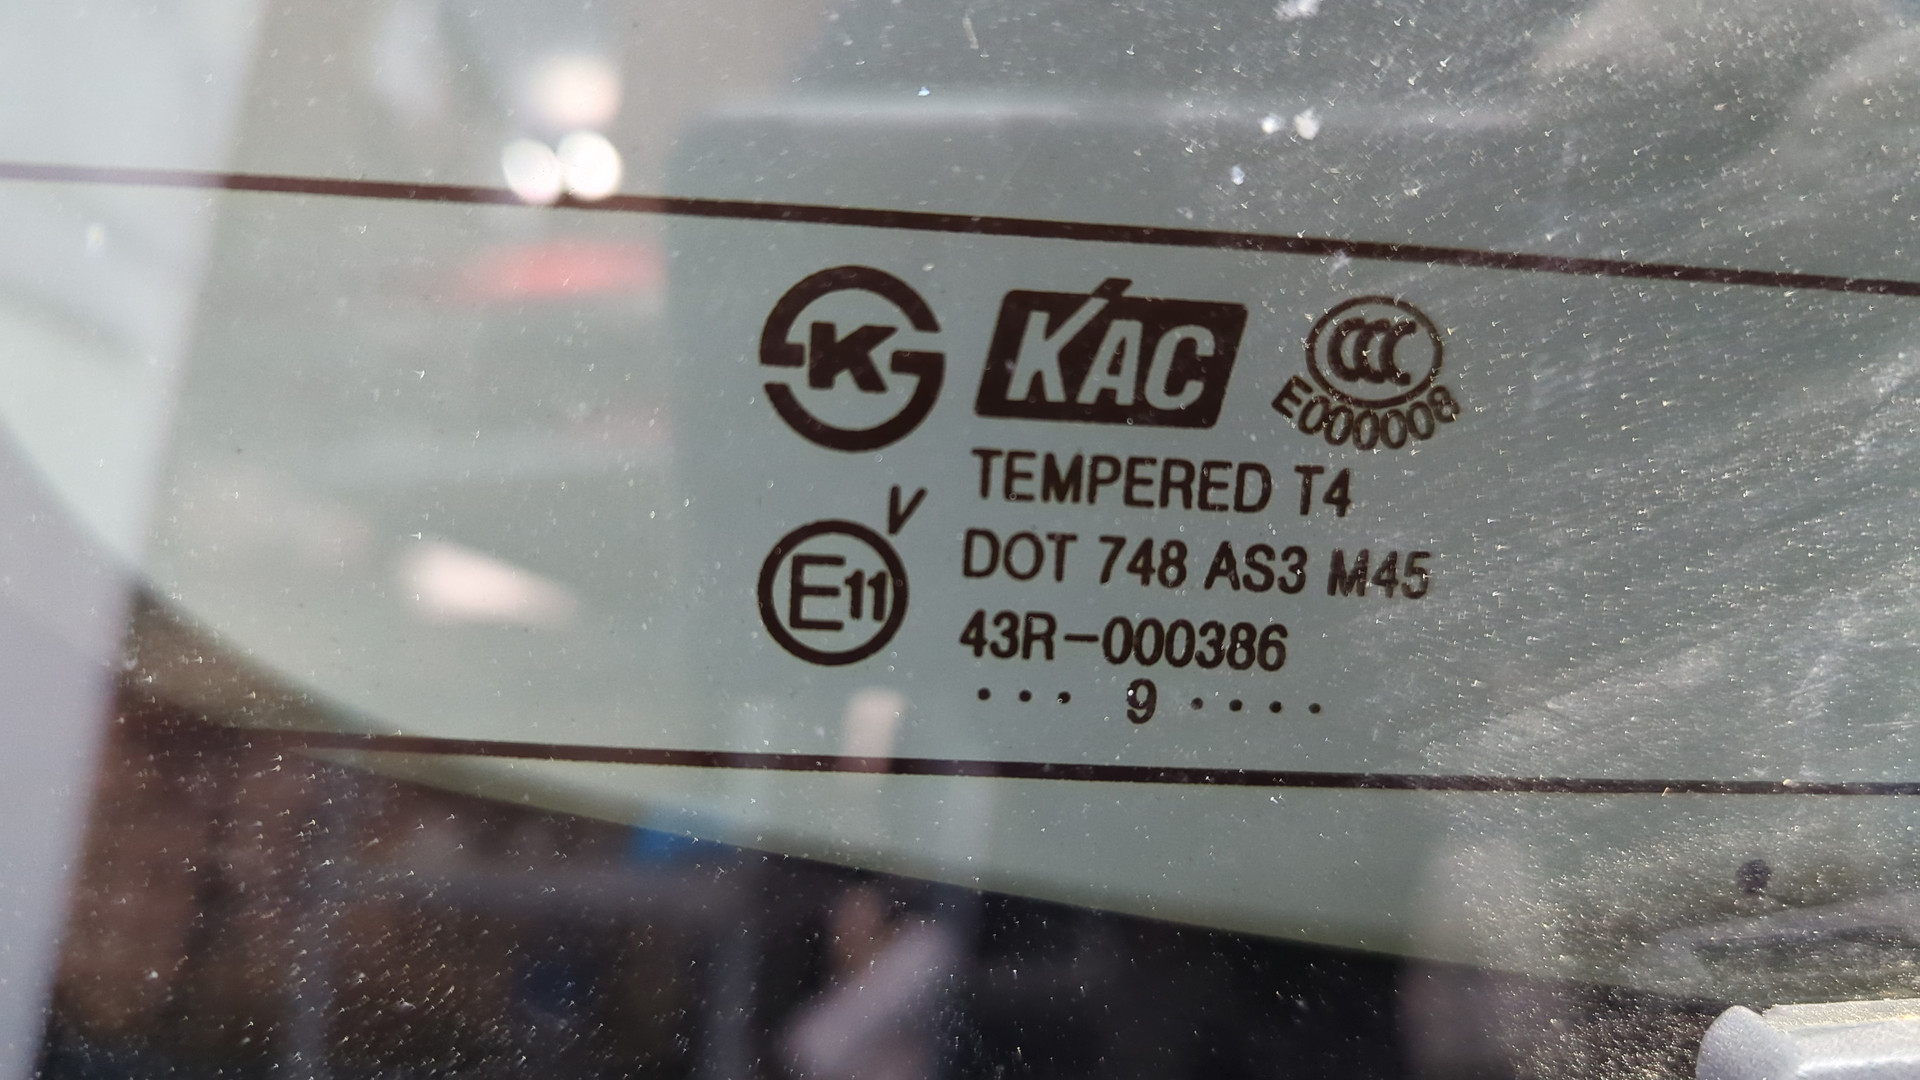 K
KAC
CCC
E000008
TEMPERED T4
V
E11
DOT 748 AS3 M45
43R-000386
··· 9 ····